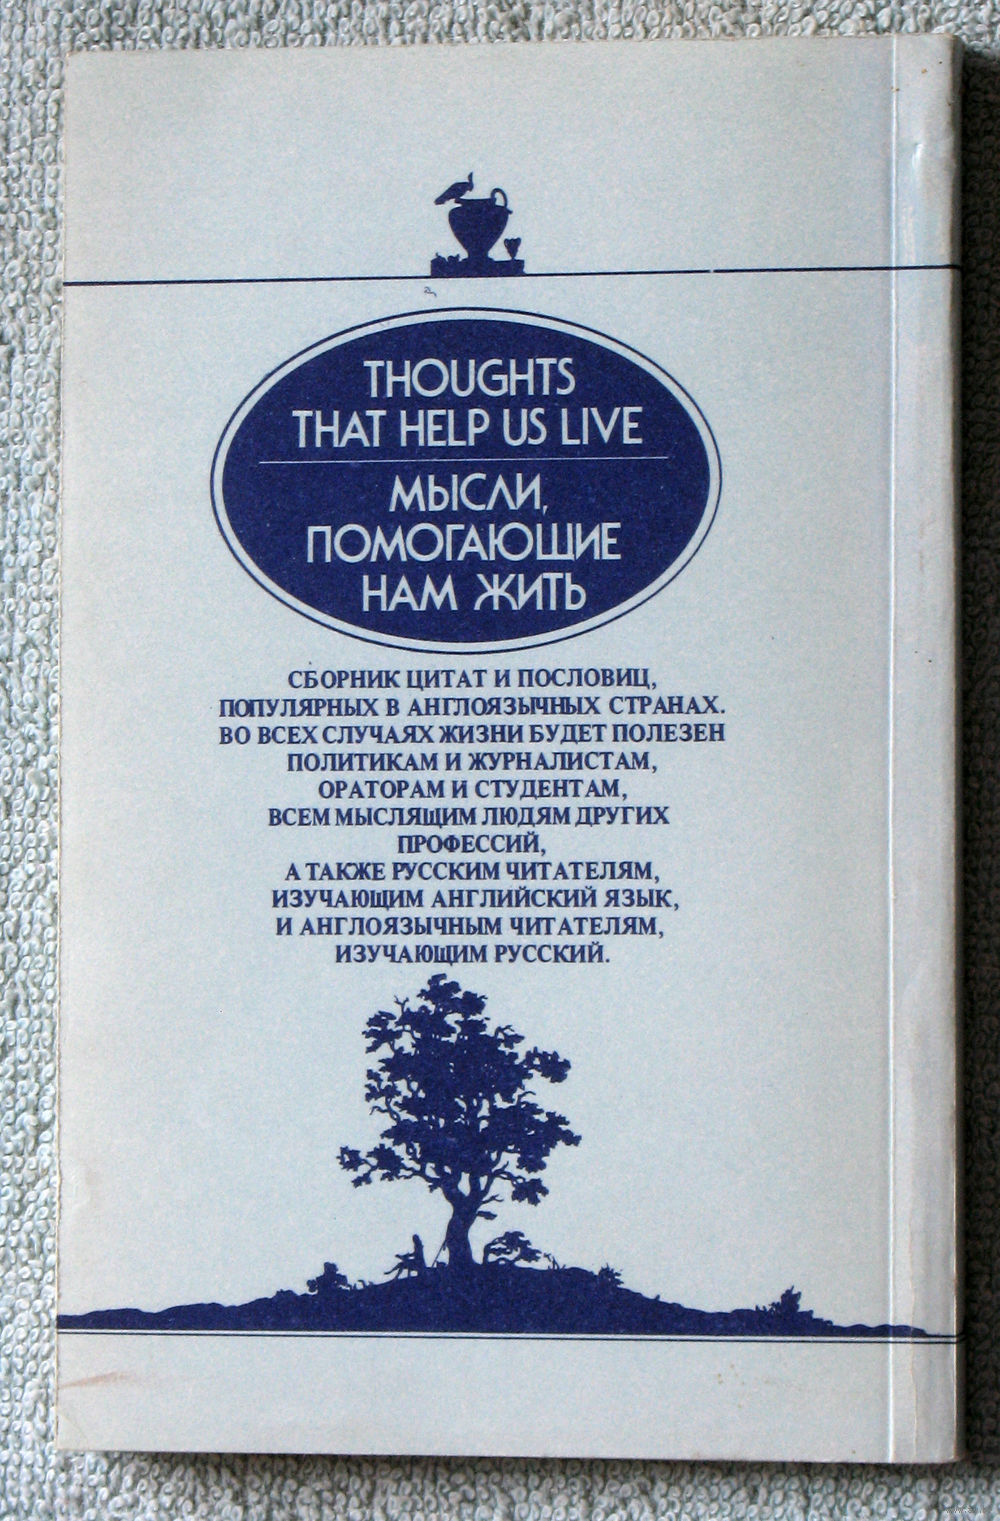 THOUGHTS
THAT HELP US LIVE
МЫСЛИ,
ПОМОГАЮЩИЕ
НАМ ЖИТЬ
СБОРНИК ЦИТАТ И ПОСЛОВИЦ,
ПОПУЛЯРНЫХ В АНГЛОЯЗЫЧНЫХ СТРАНАХ.
ВО ВСЕХ СЛУЧАЯХ ЖИЗНИ БУДЕТ ПОЛЕЗЕН
ПОЛИТИКАМ И ЖУРНАЛИСТАМ,
ОРАТОРАМ И СТУДЕНТАМ,
ВСЕМ МЫСЛЯЩИМ ЛЮДЯМ ДРУГИХ
ПРОФЕССИЙ,
А ТАКЖЕ РУССКИМ ЧИТАТЕЛЯМ,
ИЗУЧАЮЩИМ АНГЛИЙСКИЙ ЯЗЫК,
И АНГЛОЯЗЫЧНЫМ ЧИТАТЕЛЯМ,
ИЗУЧАЮЩИМ РУССКИЙ.